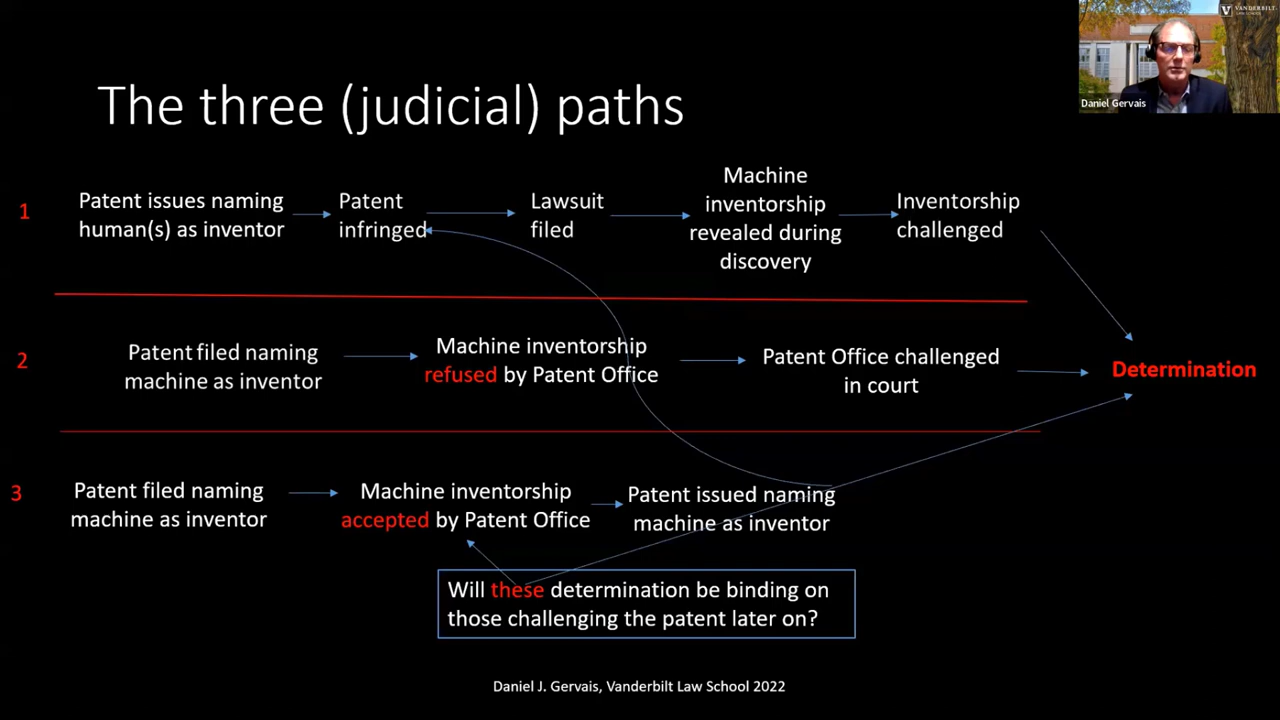 VANDERBILT
LAW SCHOOL
Daniel Gervais
The three (judicial) paths
1
Patent issues naming
human(s) as inventor
Patent
infringed
Lawsuit
filed
Machine
inventorship
revealed during
discovery
Inventorship
challenged
2
Patent filed naming
machine as inventor
Machine inventorship
refused by Patent Office
Patent Office challenged
in court
Determination
3
Patent filed naming
machine as inventor
Machine inventorship
accepted by Patent Office
Patent issued naming
machine as inventor
Will these determination be binding on
those challenging the patent later on?
Daniel J. Gervais, Vanderbilt Law School 2022